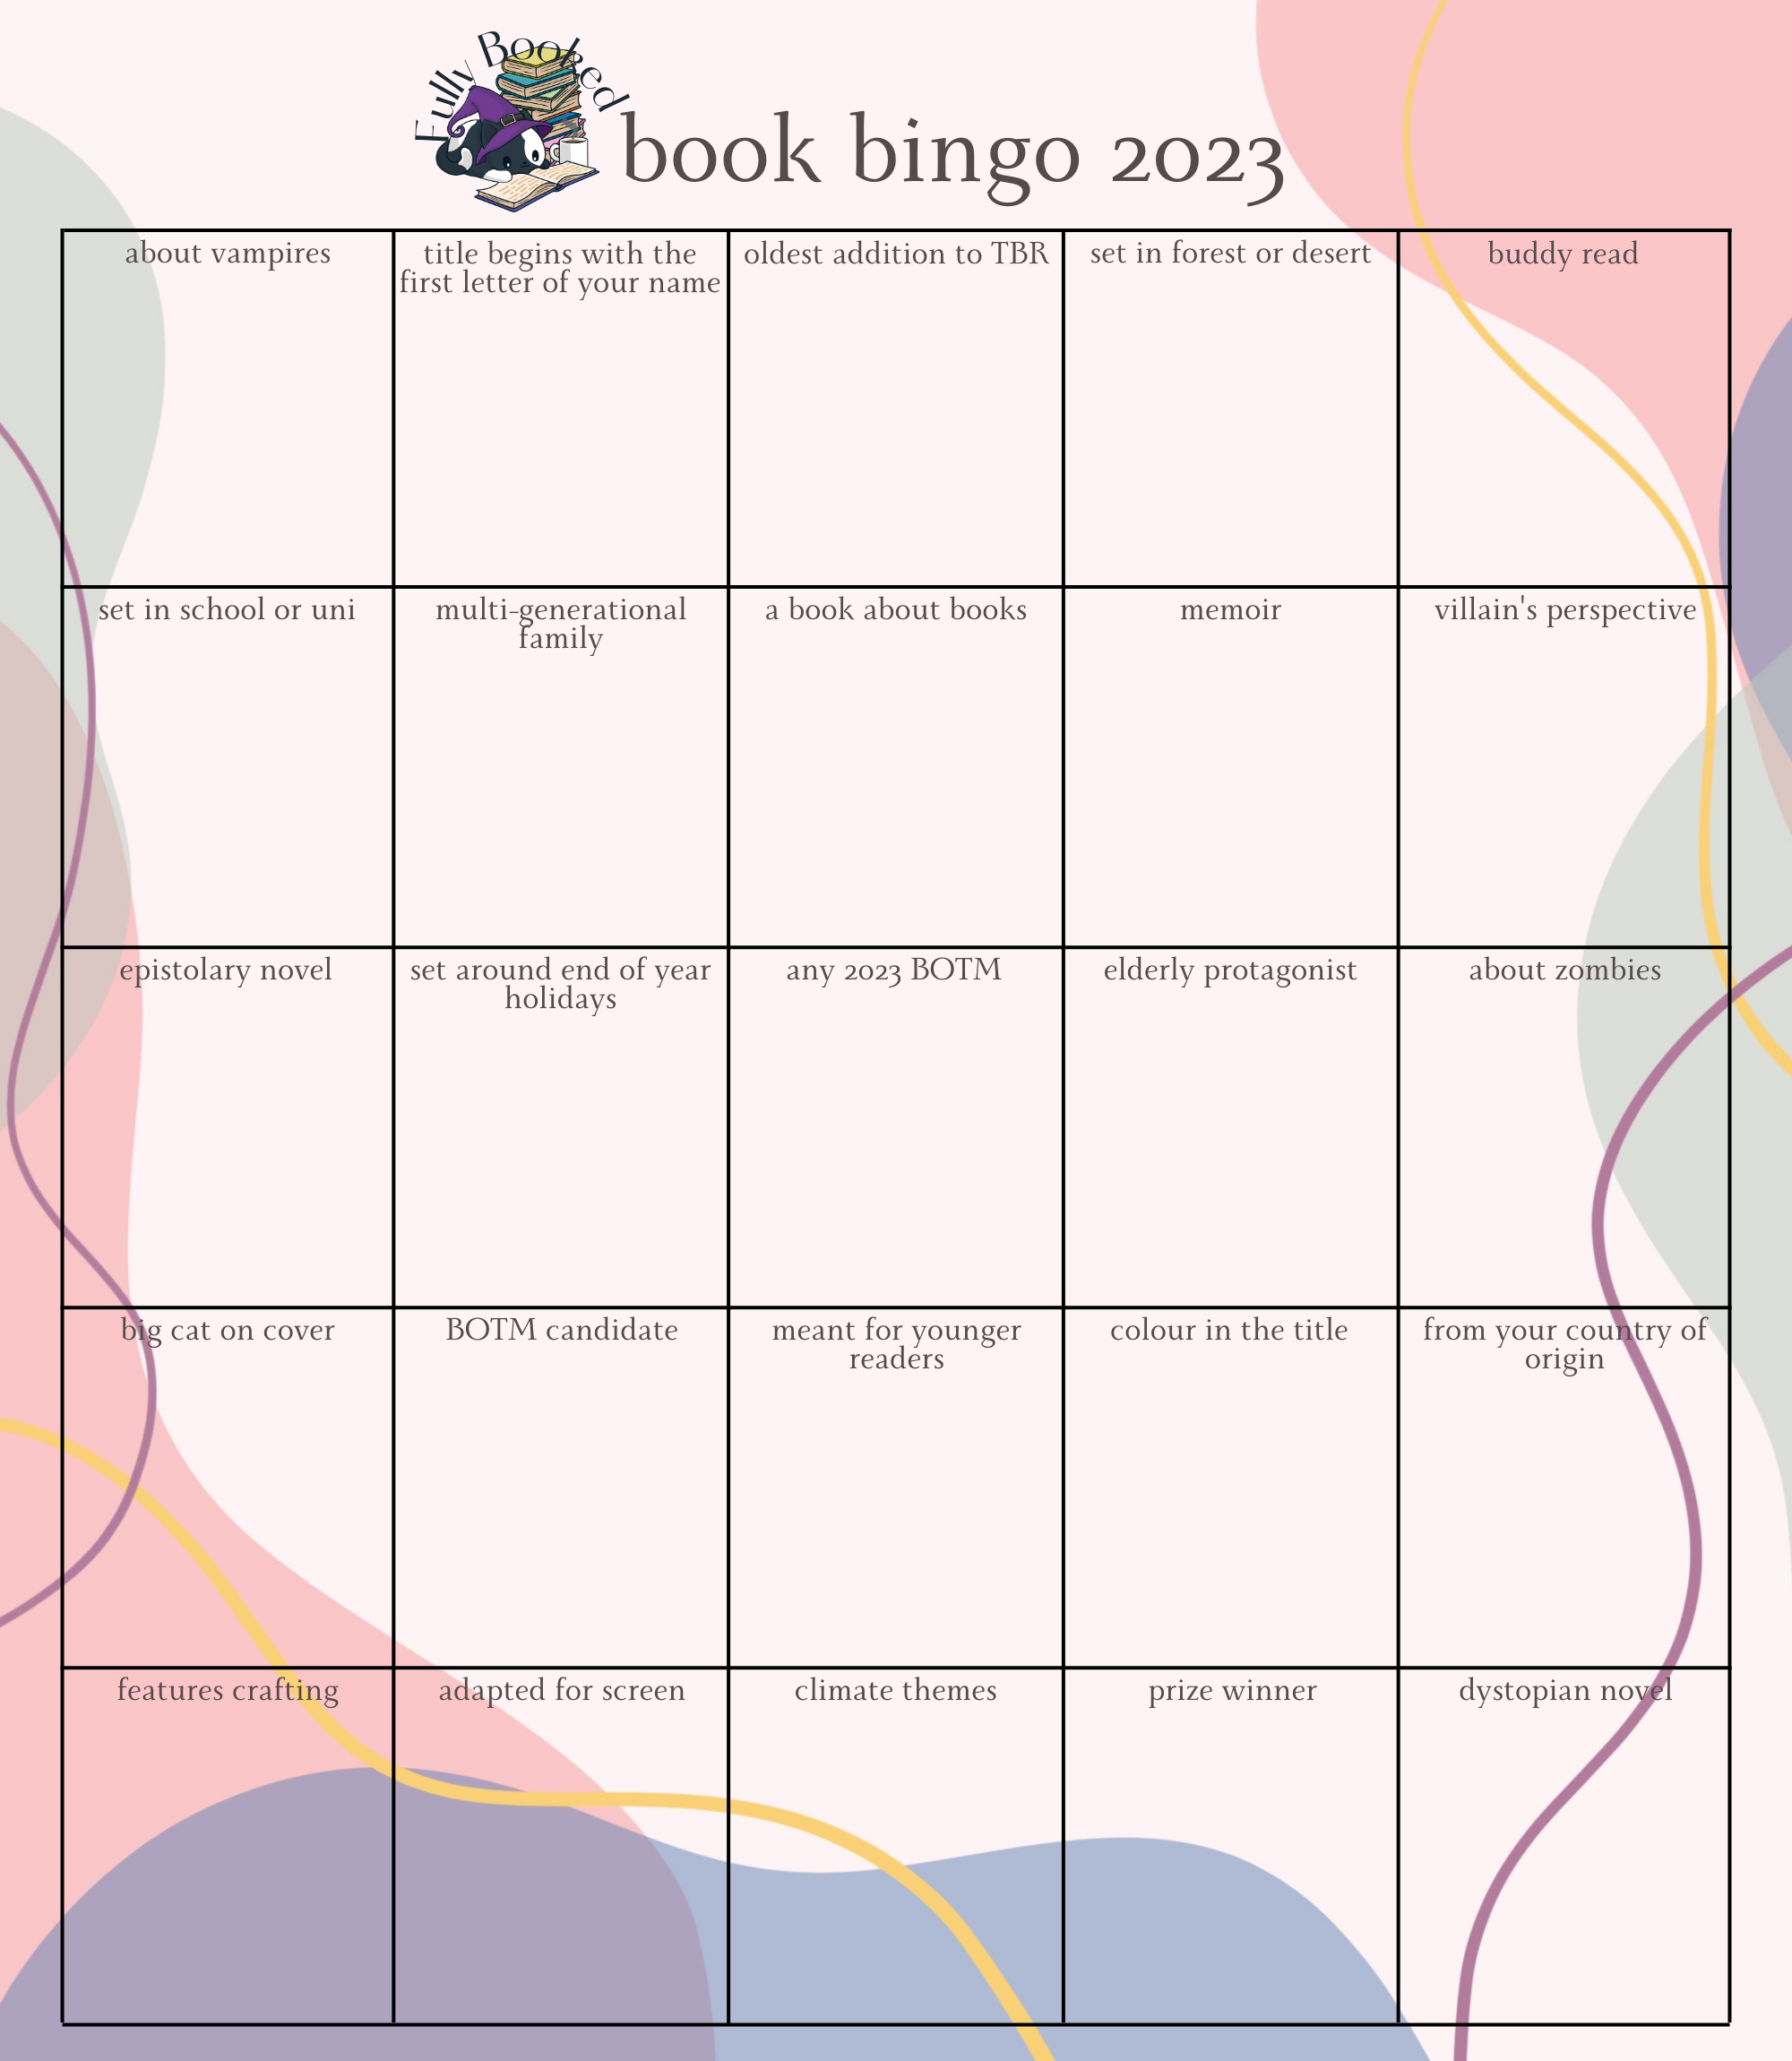 Fully Booked
book bingo 2023
about vampires
title begins with the
first letter of your name
oldest addition to TBR
set in forest or desert
buddy read
set in school or uni
multi-generational
family
a book about books
memoir
villain's perspective
epistolary novel
set around end of year
holidays
any 2023 BOTM
elderly protagonist
about zombies
big cat on cover
BOTM candidate
meant for younger
readers
colour in the title
from your country of
origin
features crafting
adapted for screen
climate themes
prize winner
dystopian novel